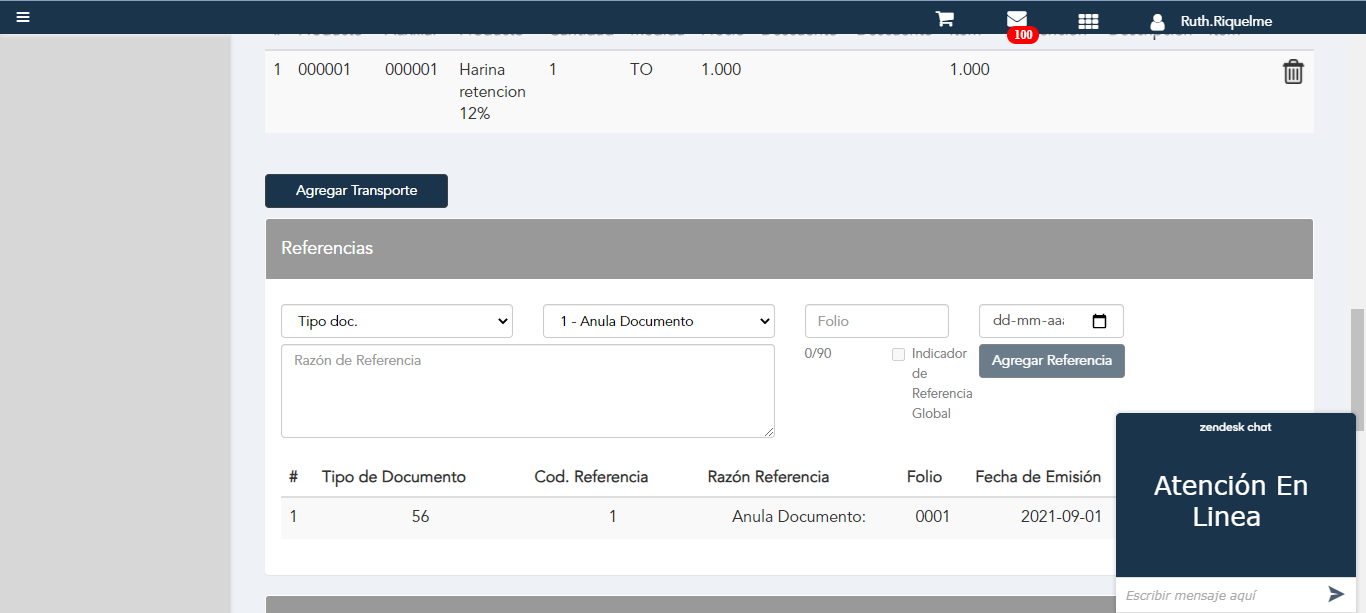 Ruth.Riquelme
100
1 000001 000001 Harina 1 TO 1.000 1.000
retencion
12%
Agregar Transporte
Referencias
Tipo doc. 1 - Anula Documento Folio dd-mm-aa
Razón de Referencia 0/90 Indicador Agregar Referencia
de
Referencia
Global
zendesk chat
# Tipo de Documento Cod. Referencia Razón Referencia Folio Fecha de Emisión
1 56 1 Anula Documento: 0001 2021-09-01
Atención En
Linea
Escribir mensaje aquí